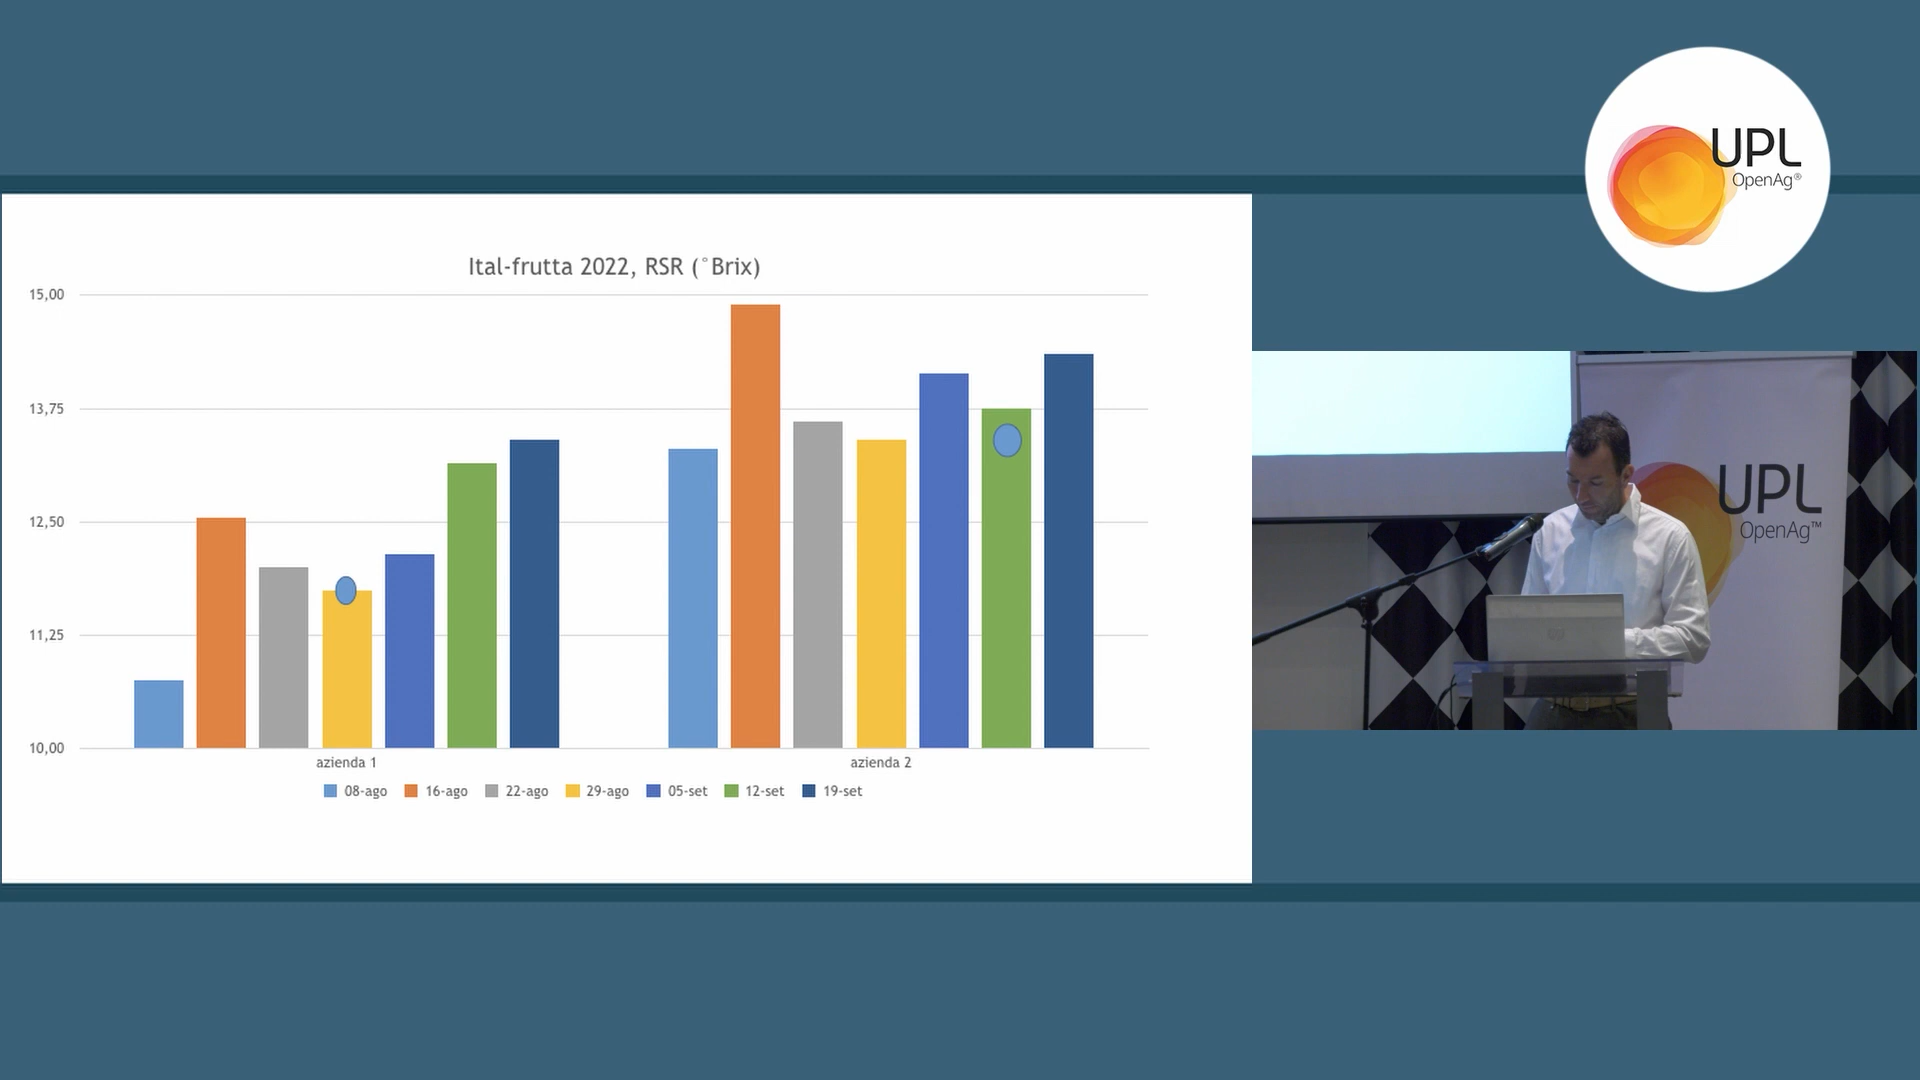 UPL
OpenAg®
Ital-frutta 2022, RSR (°Brix)
15,00
13,75
12,50
11,25
10,00
azienda 1
azienda 2
08-ago
16-ago
22-ago
29-ago
05-set
12-set
19-set
UPL
OpenAg™